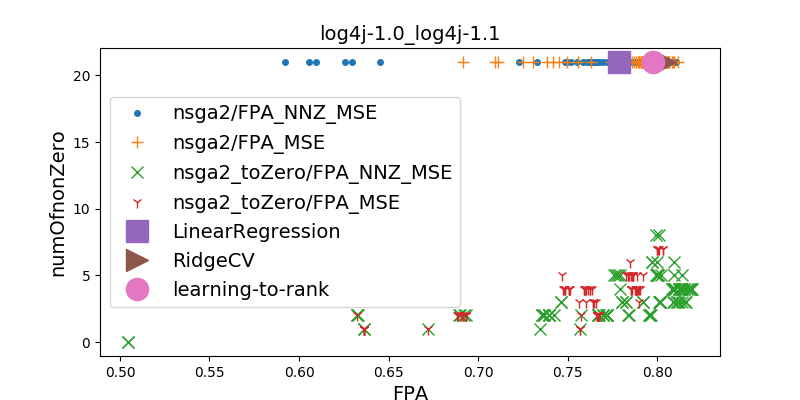 log4j-1.0_log4j-1.1
numOfnonZero
20
15
10
5
0
nsga2/FPA_NNZ_MSE
nsga2/FPA_MSE
nsga2_toZero/FPA_NNZ_MSE
nsga2_toZero/FPA_MSE
LinearRegression
RidgeCV
learning-to-rank
0.50 0.55 0.60 0.65 0.70 0.75 0.80
FPA